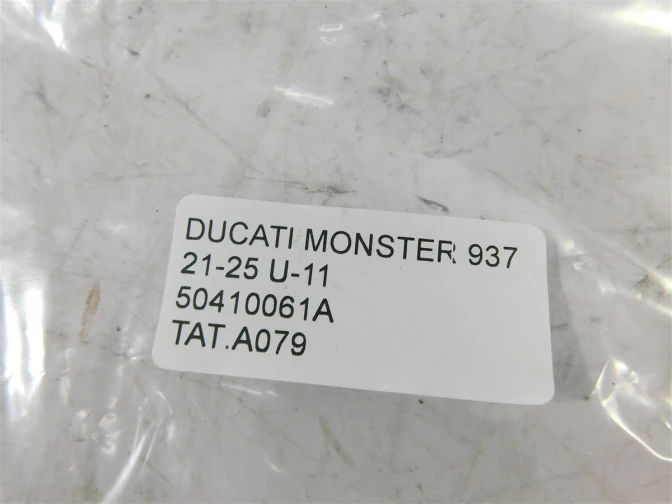 DUCATI MONSTER 937
21-25 U-11
50410061A
TAT.A079